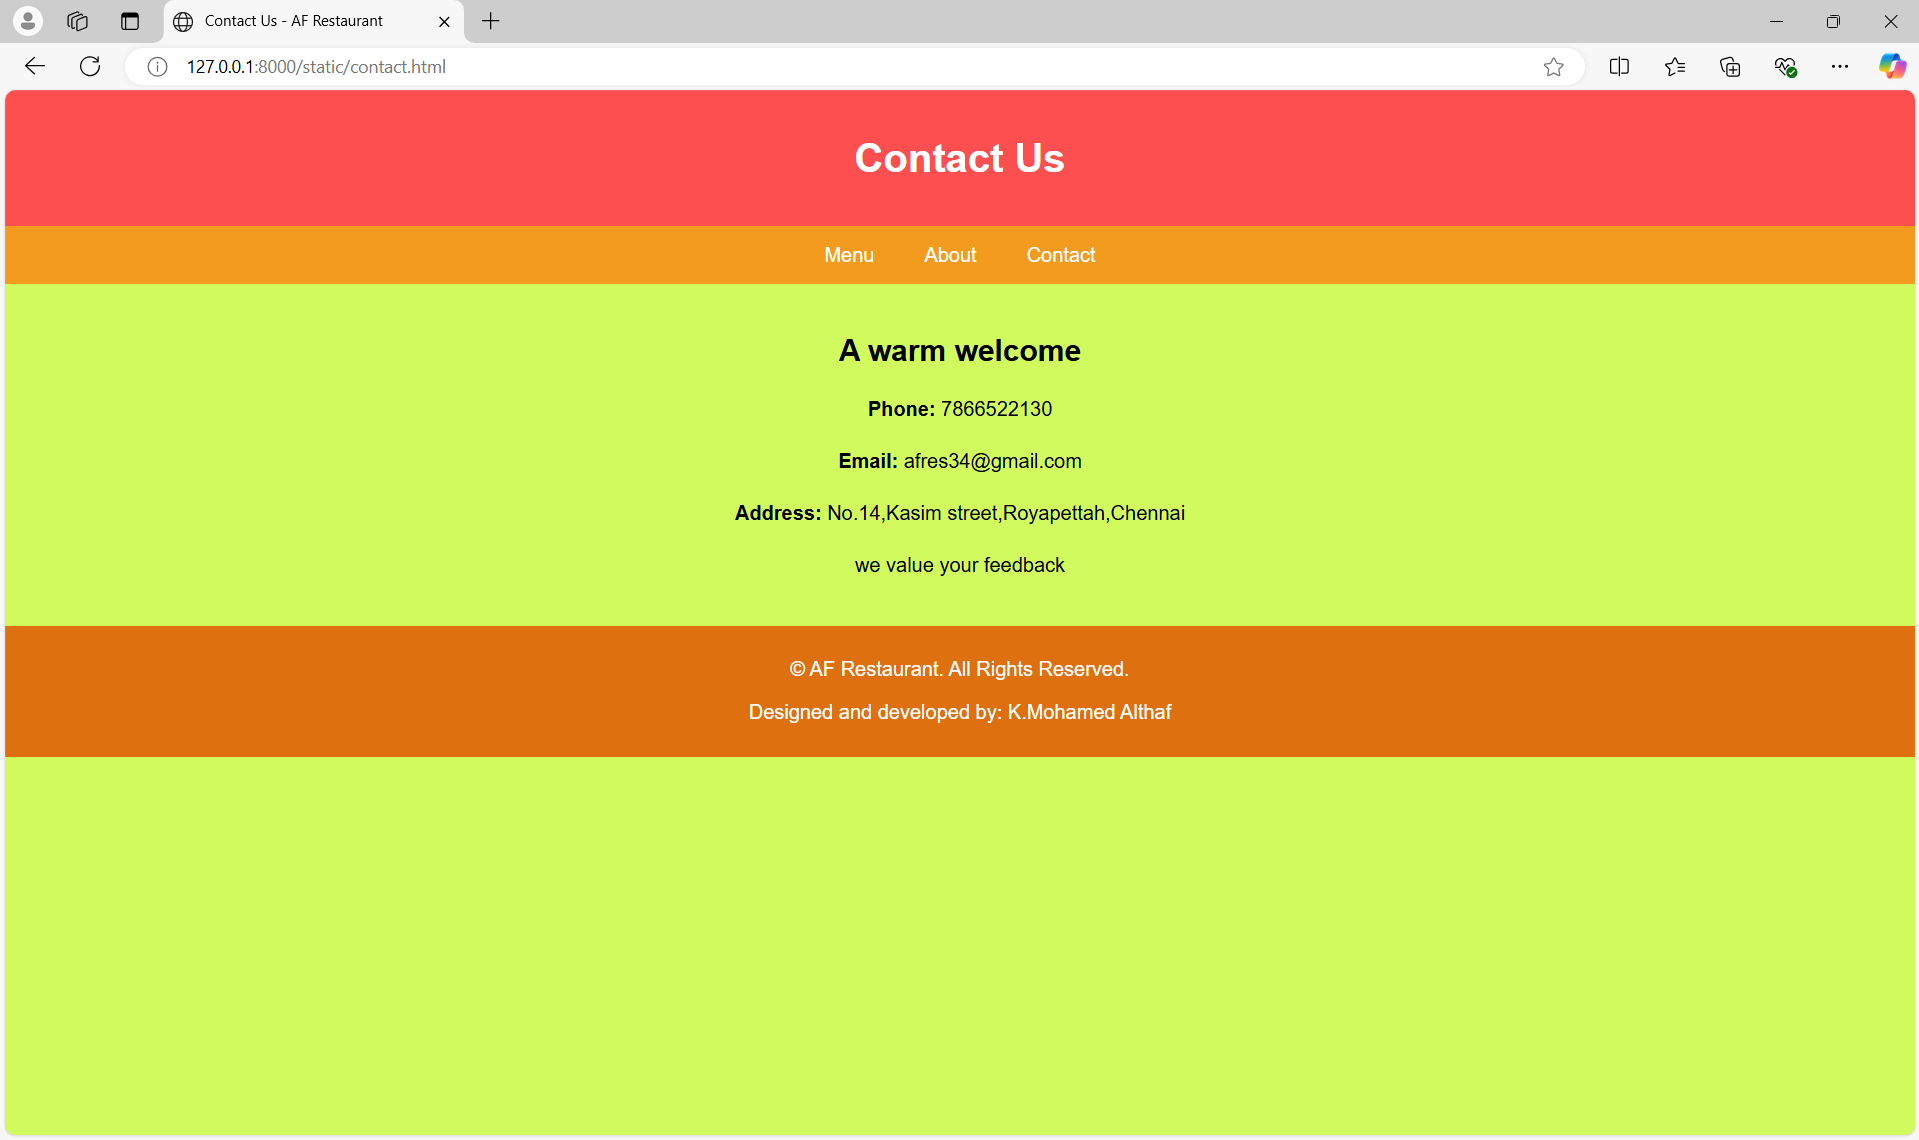 Contact Us - AF Restaurant
127.0.0.1:8000/static/contact.html
Contact Us
Menu About Contact
A warm welcome
Phone: 7866522130
Email: afres34@gmail.com
Address: No.14,Kasim street,Royapettah,Chennai
we value your feedback
© AF Restaurant. All Rights Reserved.
Designed and developed by: K.Mohamed Althaf